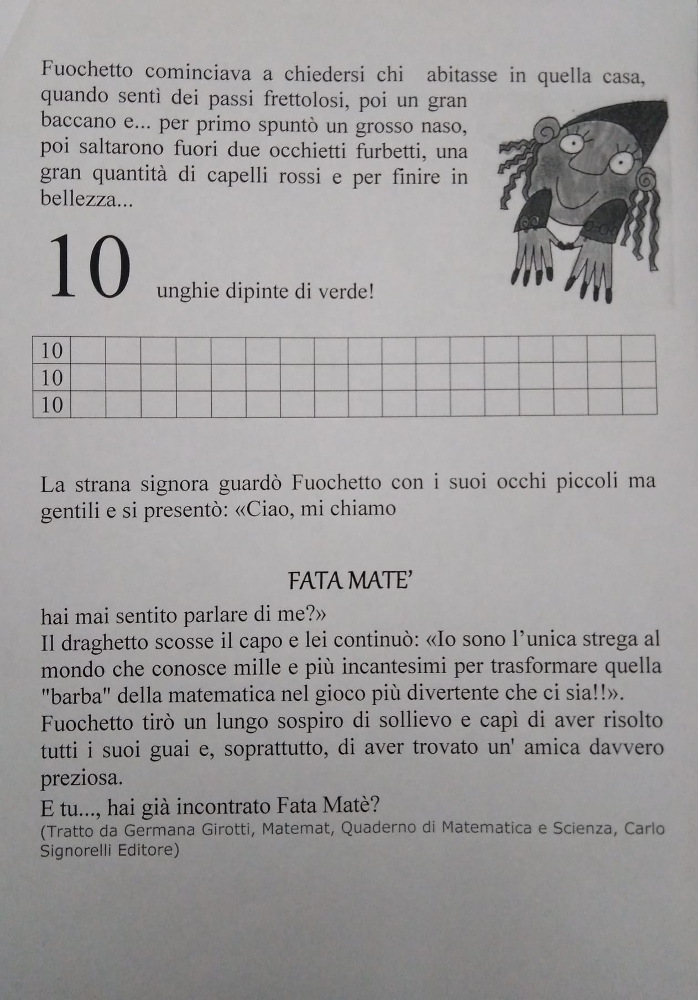 Fuochetto cominciava a chiedersi chi abitasse in quella casa,
quando sentì dei passi frettolosi, poi un gran
baccano e... per primo spuntò un grosso naso,
poi saltarono fuori due occhietti furbetti, una
gran quantità di capelli rossi e per finire in
bellezza...
10 unghie dipinte di verde!
10
10
10
La strana signora guardò Fuochetto con i suoi occhi piccoli ma
gentili e si presentò: «Ciao, mi chiamo
FATA MATE’
hai mai sentito parlare di me?»
Il draghetto scosse il capo e lei continuò: «Io sono l’unica strega al
mondo che conosce mille e più incantesimi per trasformare quella
"barba" della matematica nel gioco più divertente che ci sia!!».
Fuochetto tirò un lungo sospiro di sollievo e capì di aver risolto
tutti i suoi guai e, soprattutto, di aver trovato un' amica davvero
preziosa.
E tu..., hai già incontrato Fata Matè?
(Tratto da Germana Girotti, Matemat, Quaderno di Matematica e Scienza, Carlo
Signorelli Editore)